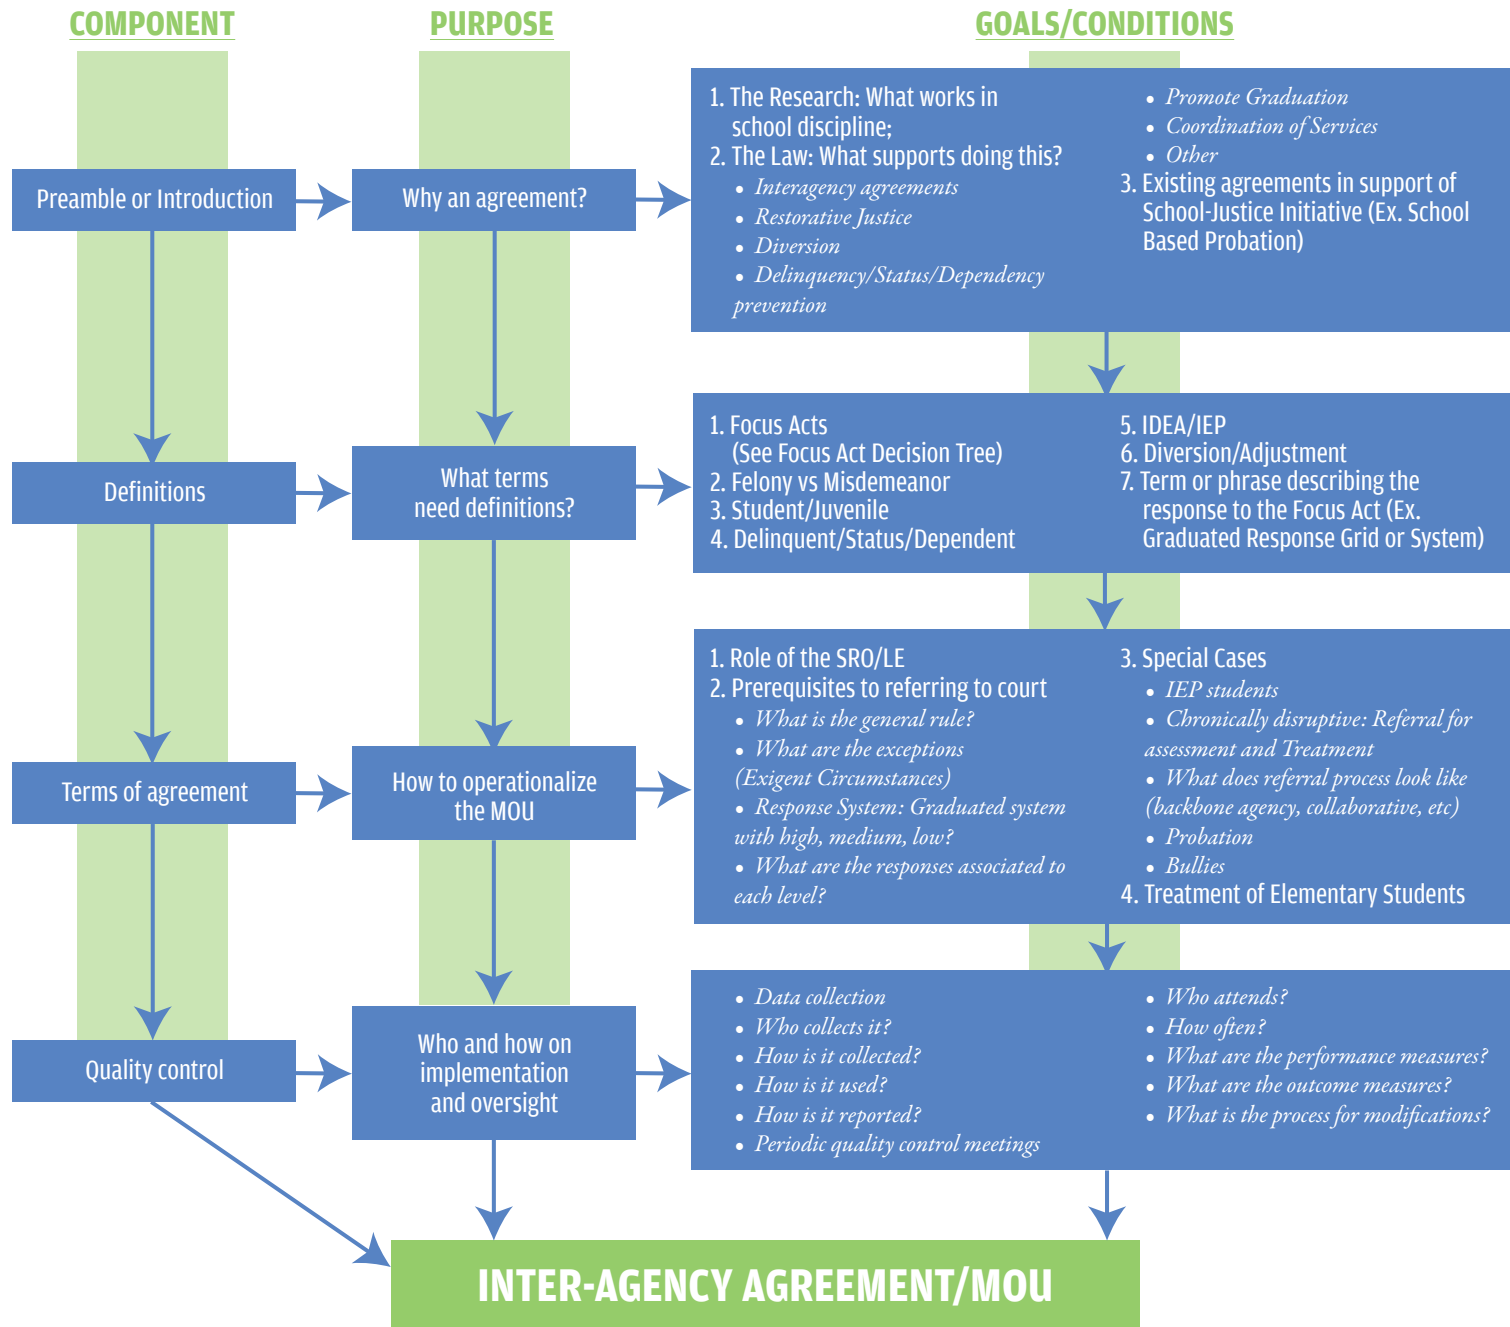 COMPONENT
PURPOSE
GOALS/CONDITIONS
Preamble or Introduction
Why an agreement?
1. The Research: What works in
school discipline;
2. The Law: What supports doing this?
• Interagency agreements
• Restorative Justice
• Diversion
• Delinquency/Status/Dependency
prevention
• Promote Graduation
• Coordination of Services
• Other
3. Existing agreements in support of
School-Justice Initiative (Ex. School
Based Probation)
Definitions
What terms
need definitions?
1. Focus Acts
(See Focus Act Decision Tree)
2. Felony vs Misdemeanor
3. Student/Juvenile
4. Delinquent/Status/Dependent
5. IDEA/IEP
6. Diversion/Adjustment
7. Term or phrase describing the
response to the Focus Act (Ex.
Graduated Response Grid or System)
Terms of agreement
How to operationalize
the MOU
1. Role of the SRO/LE
2. Prerequisites to referring to court
• What is the general rule?
• What are the exceptions
(Exigent Circumstances)
• Response System: Graduated system
with high, medium, low?
• What are the responses associated to
each level?
3. Special Cases
• IEP students
• Chronically disruptive: Referral for
assessment and Treatment
• What does referral process look like
(backbone agency, collaborative, etc)
• Probation
• Bullies
4. Treatment of Elementary Students
Quality control
Who and how on
implementation
and oversight
• Data collection
• Who collects it?
• How is it collected?
• How is it used?
• How is it reported?
• Periodic quality control meetings
• Who attends?
• How often?
• What are the performance measures?
• What are the outcome measures?
• What is the process for modifications?
INTER-AGENCY AGREEMENT/MOU